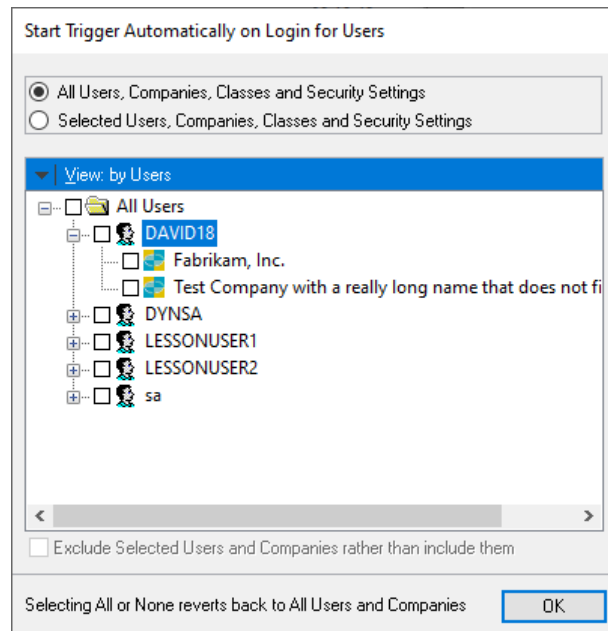 Start Trigger Automatically on Login for Users
All Users, Companies, Classes and Security Settings
Selected Users, Companies, Classes and Security Settings
View: by Users
All Users
DAVID18
Fabrikam, Inc.
Test Company with a really long name that does not fi
DYNSA
LESSONUSER1
LESSONUSER2
sa
Exclude Selected Users and Companies rather than include them
Selecting All or None reverts back to All Users and Companies
OK